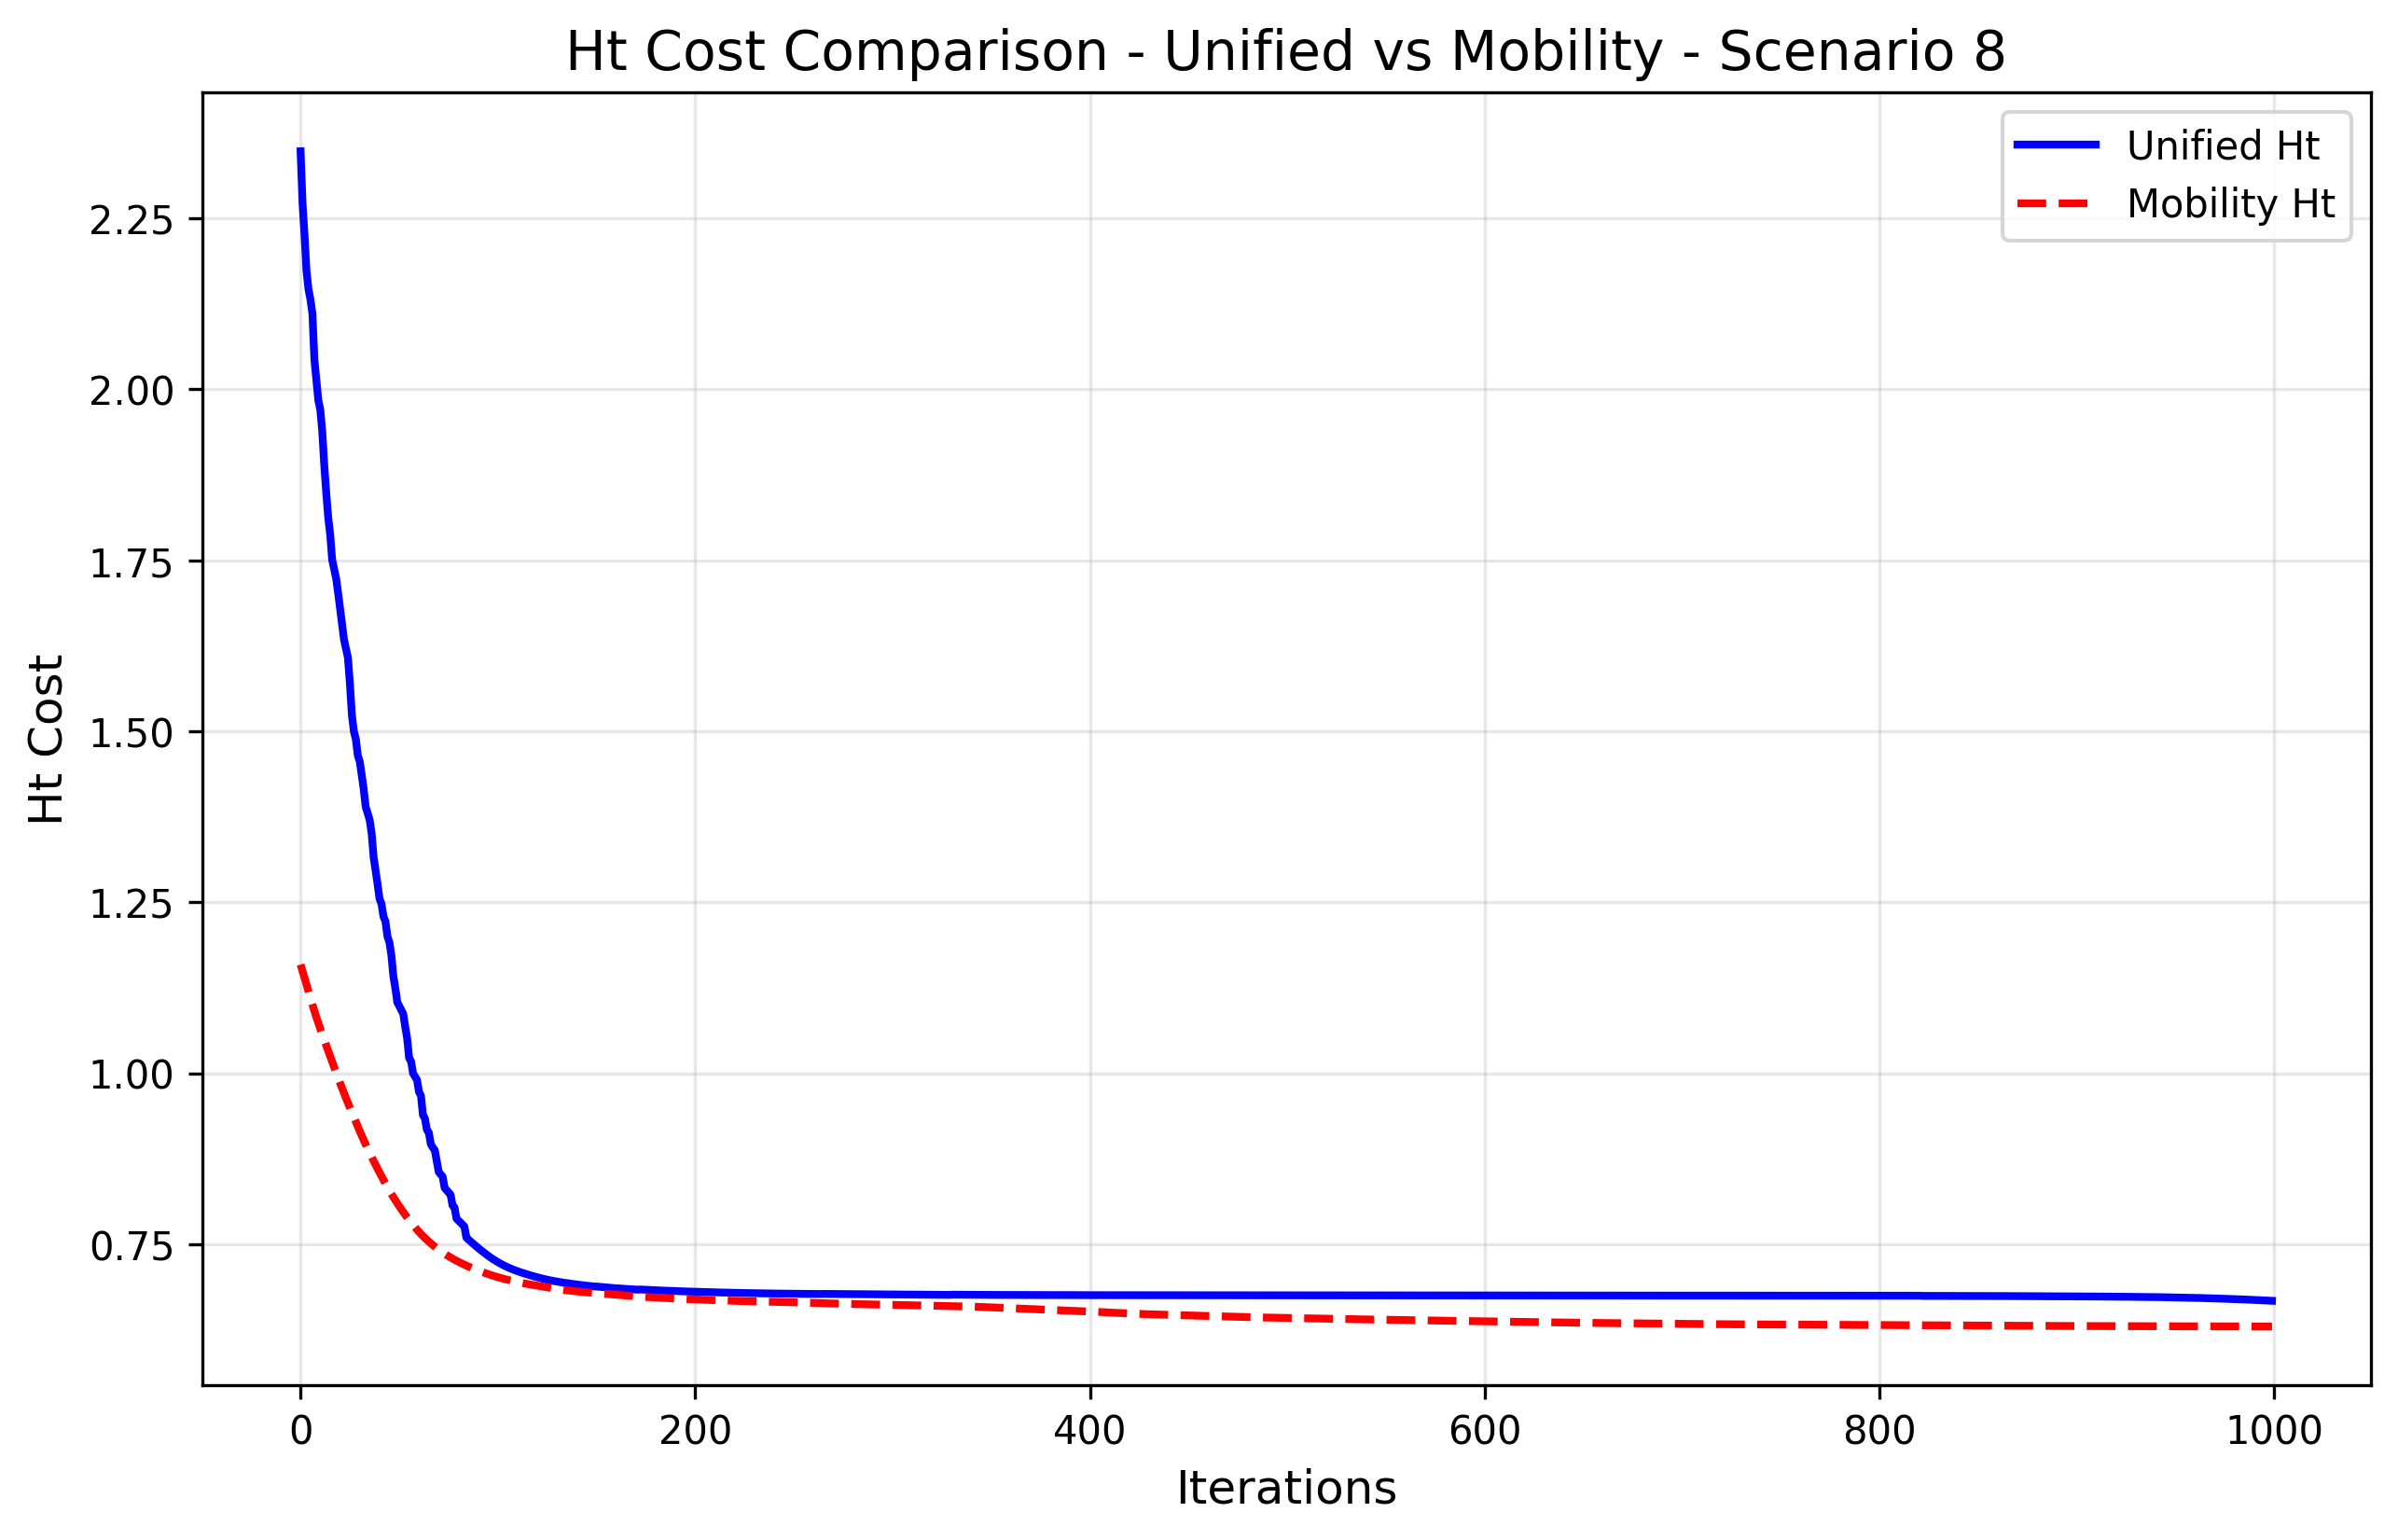 Ht Cost Comparison - Unified vs Mobility - Scenario 8
Unified Ht
Mobility Ht
2.25
2.00
1.75
1.50
1.25
1.00
0.75
Ht Cost
0 200 400 600 800 1000
Iterations